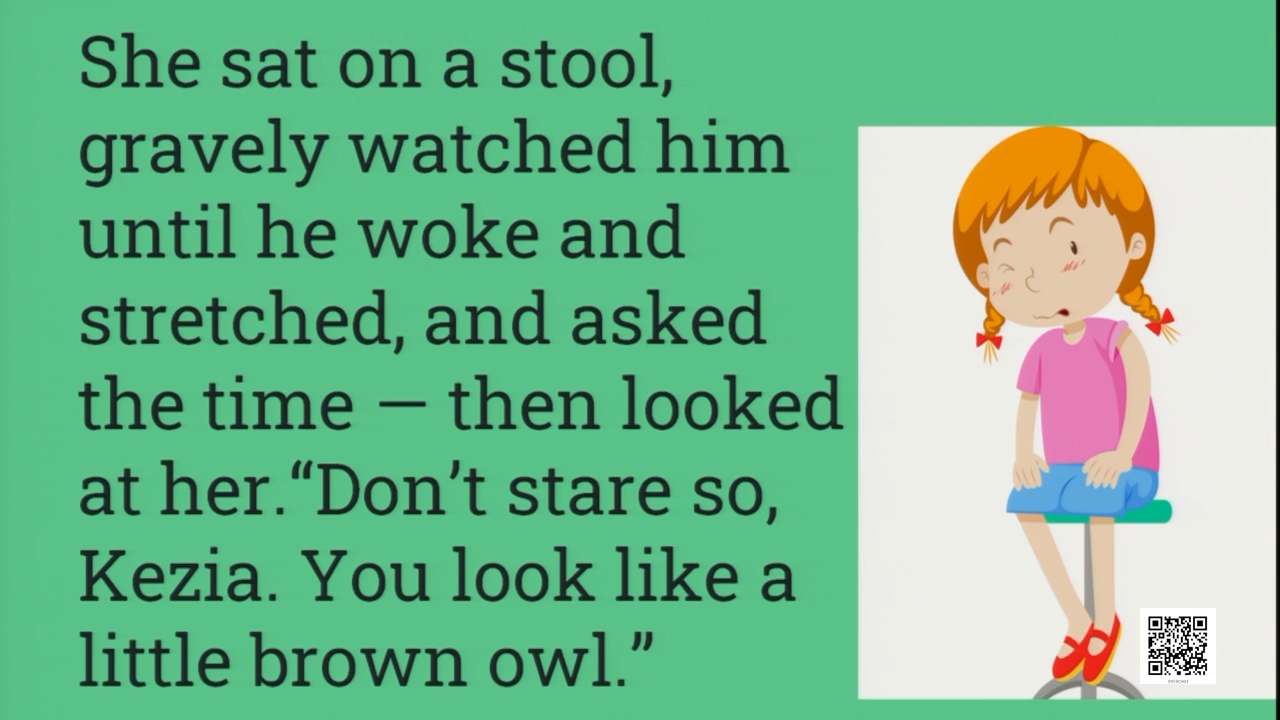 She sat on a stool,
gravely watched him
until he woke and
stretched, and asked
the time — then looked
at her.“Don’t stare so,
Kezia. You look like a
little brown owl.”